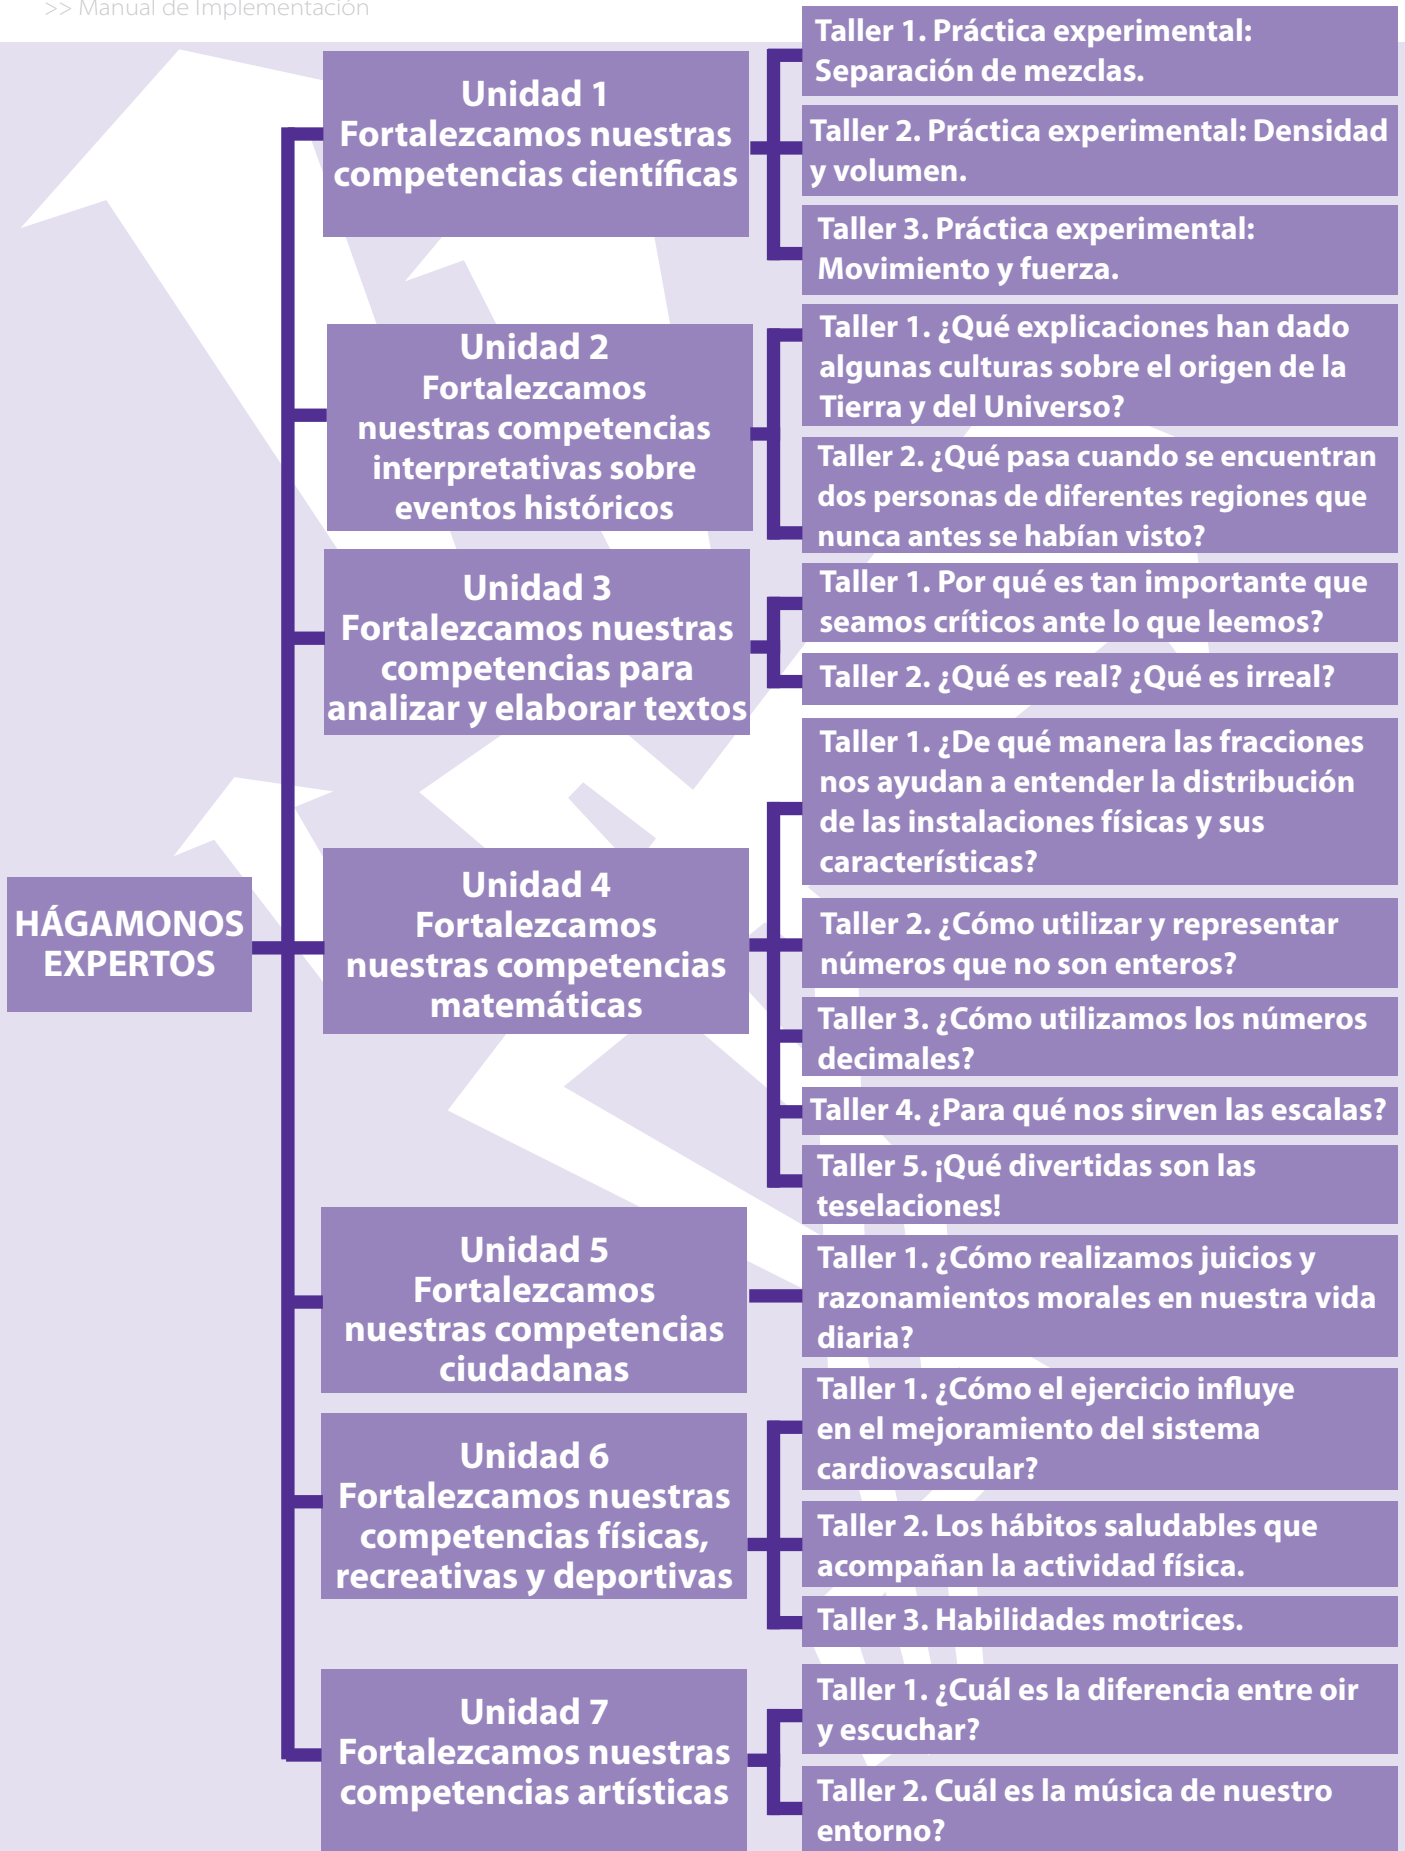 >> Manual de Implementación
HÁGAMONOS
EXPERTOS
Unidad 1
Fortalezcamos nuestras
competencias científicas
Taller 1. Práctica experimental:
Separación de mezclas.
Taller 2. Práctica experimental: Densidad
y volumen.
Taller 3. Práctica experimental:
Movimiento y fuerza.
Unidad 2
Fortalezcamos
nuestras competencias
interpretativas sobre
eventos históricos
Taller 1. ¿Qué explicaciones han dado
algunas culturas sobre el origen de la
Tierra y del Universo?
Taller 2. ¿Qué pasa cuando se encuentran
dos personas de diferentes regiones que
nunca antes se habían visto?
Unidad 3
Fortalezcamos nuestras
competencias para
analizar y elaborar textos
Taller 1. Por qué es tan importante que
seamos críticos ante lo que leemos?
Taller 2. ¿Qué es real? ¿Qué es irreal?
Unidad 4
Fortalezcamos
nuestras competencias
matemáticas
Taller 1. ¿De qué manera las fracciones
nos ayudan a entender la distribución
de las instalaciones físicas y sus
características?
Taller 2. ¿Cómo utilizar y representar
números que no son enteros?
Taller 3. ¿Cómo utilizamos los números
decimales?
Taller 4. ¿Para qué nos sirven las escalas?
Taller 5. ¡Qué divertidas son las
teselaciones!
Unidad 5
Fortalezcamos
nuestras competencias
ciudadanas
Taller 1. ¿Cómo realizamos juicios y
razonamientos morales en nuestra vida
diaria?
Unidad 6
Fortalezcamos nuestras
competencias físicas,
recreativas y deportivas
Taller 1. ¿Cómo el ejercicio influye
en el mejoramiento del sistema
cardiovascular?
Taller 2. Los hábitos saludables que
acompañan la actividad física.
Taller 3. Habilidades motrices.
Unidad 7
Fortalezcamos nuestras
competencias artísticas
Taller 1. ¿Cuál es la diferencia entre oir
y escuchar?
Taller 2. Cuál es la música de nuestro
entorno?